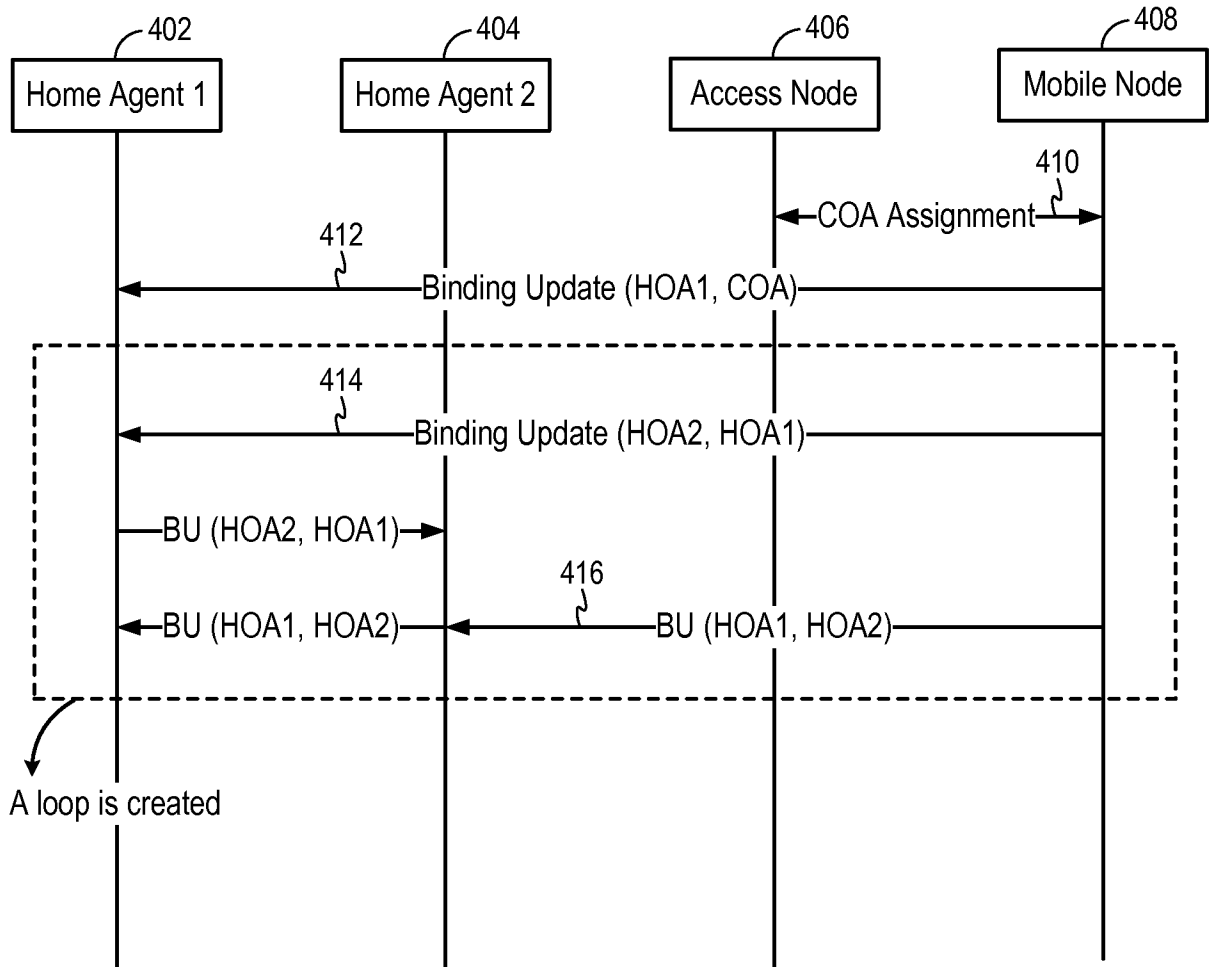 402
404
406
408
Home Agent 1
Home Agent 2
Access Node
Mobile Node
410
COA Assignment
412
Binding Update (HOA1, COA)
414
Binding Update (HOA2, HOA1)
BU (HOA2, HOA1)
416
BU (HOA1, HOA2)
BU (HOA1, HOA2)
A loop is created